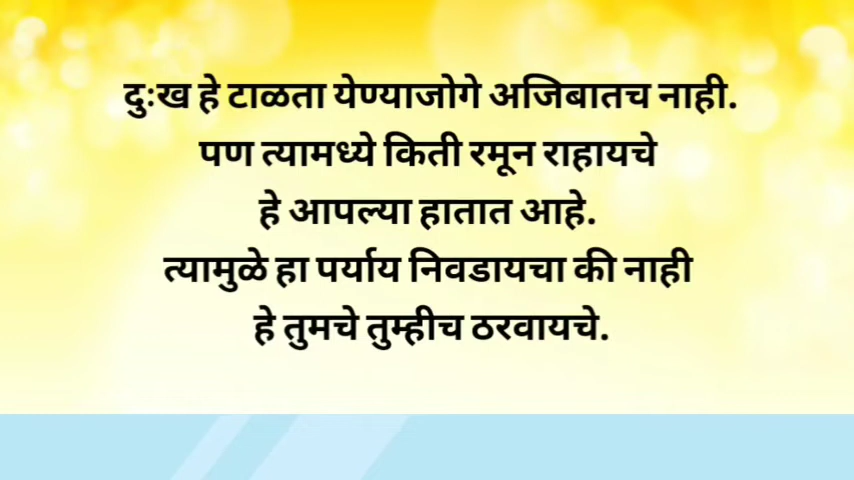 दुःख हे टाळता येण्याजोगे अजिबातच नाही.
पण त्यामध्ये किती रमून राहायचे
हे आपल्या हातात आहे.
त्यामुळे हा पर्याय निवडायचा की नाही
हे तुमचे तुम्हीच ठरवायचे.